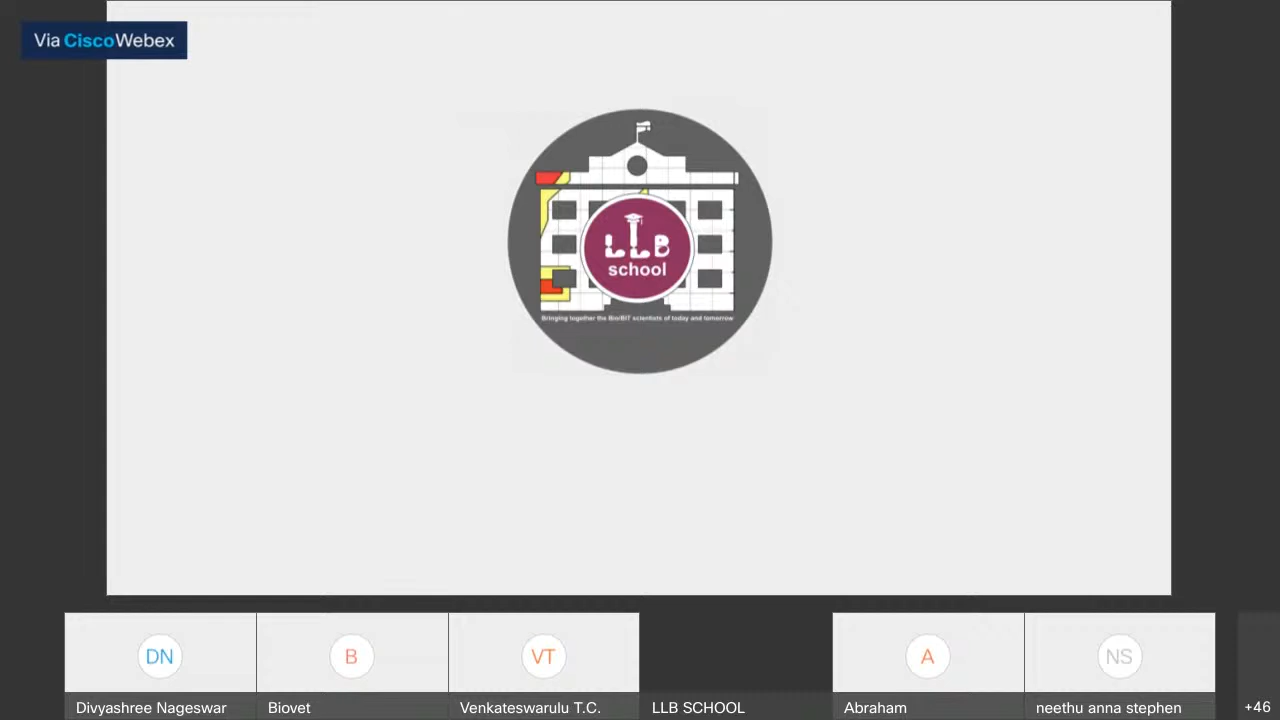 Via CiscoWebex
LLB
school
Bringing together the Bio/BIT scientists of today and tomorrow
DN
B
VT
A
NS
Divyashree Nageswar
Biovet
Venkateswarulu T.C.
LLB SCHOOL
Abraham
neethu anna stephen
+46